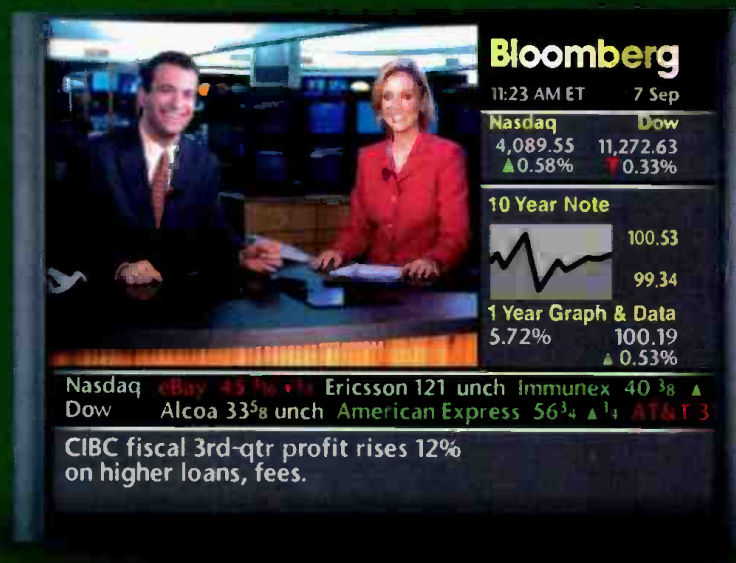 Bloomberg
11:23 AM ET 7 Sep
Nasdaq Dow
4,089.55 11,272.63
▲0.58% ▼0.33%
10 Year Note
100.53
99.34
1 Year Graph & Data
5.72% 100.19
▲0.53%
Nasdaq eBay 45 ▼ Ericsson 121 unch Immunex 40 3/8 ▲
Dow Alcoa 33 5/8 unch American Express 56 3/4 ▲ 1/4 AT&T 3
CIBC fiscal 3rd-qtr profit rises 12%
on higher loans, fees.